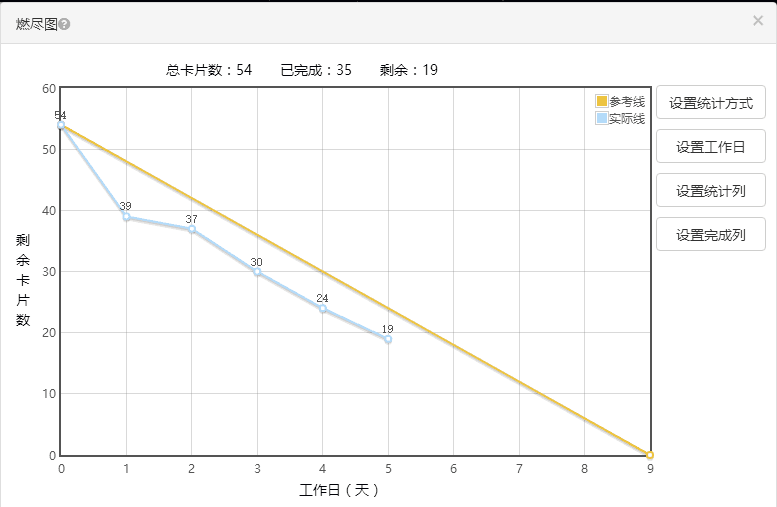 燃尽图
×
总卡片数：54 已完成：35 剩余：19
参考线
实际线
设置统计方式
设置工作日
设置统计列
设置完成列
剩余卡片数
60
50
40
30
20
10
0
54
39
37
30
24
19
0 1 2 3 4 5 6 7 8 9
工作日（天）